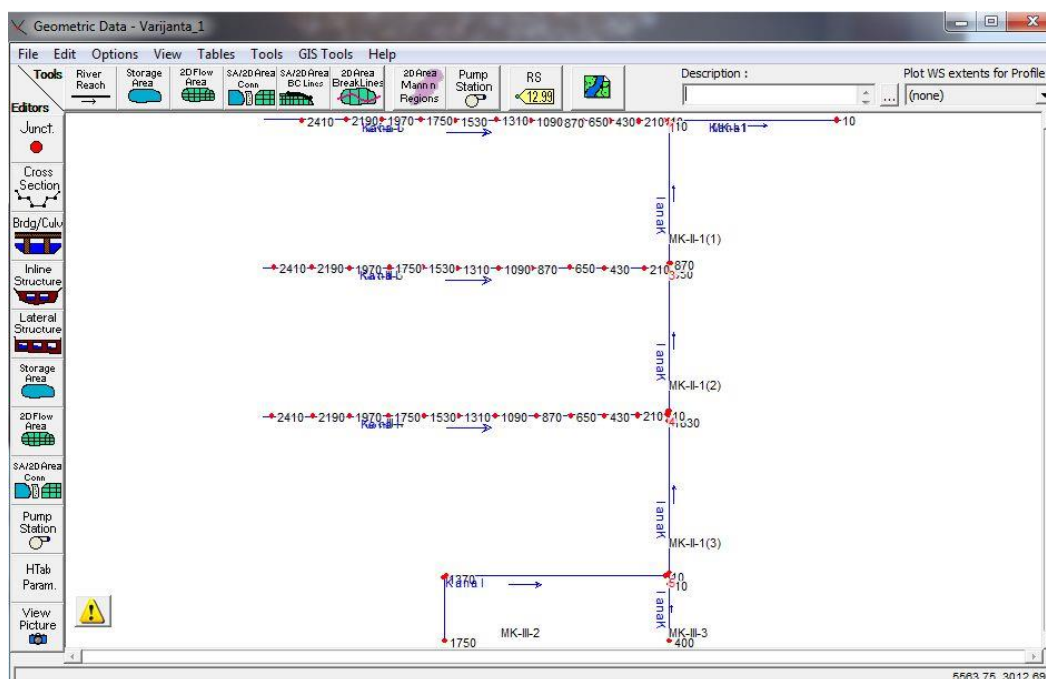 Geometric Data - Varijanta_1
File Edit Options View Tables Tools GIS Tools Help
Tools
Editors
River Reach
Storage Area
2D Flow Area
SA/2D Area Conn
SA/2D Area BC Lines
2D Area BreakLines
2D Area Mann n Regions
Pump Station
RS
12.99
Description :
...
Plot WS extents for Profile
(none)
Junct.
Cross Section
Brdg/Culv
Inline Structure
Lateral Structure
Storage Area
2D Flow Area
SA/2D Area Conn
Pump Station
HTab Param.
View Picture
2410 2190 1970 1750 1530 1310 1090 870 650 430 210 10
10
MK-II-1(1)
2410 2190 1970 1750 1530 1310 1090 870 650 430 210 870
Kanal
MK-II-1(2)
2410 2190 1970 1750 1530 1310 1090 870 650 430 210 10
Kanal
MK-II-1(3)
1370
Kanal
10
Kanal
1750
MK-III-2
MK-III-3
400
5563.75, 3012.69